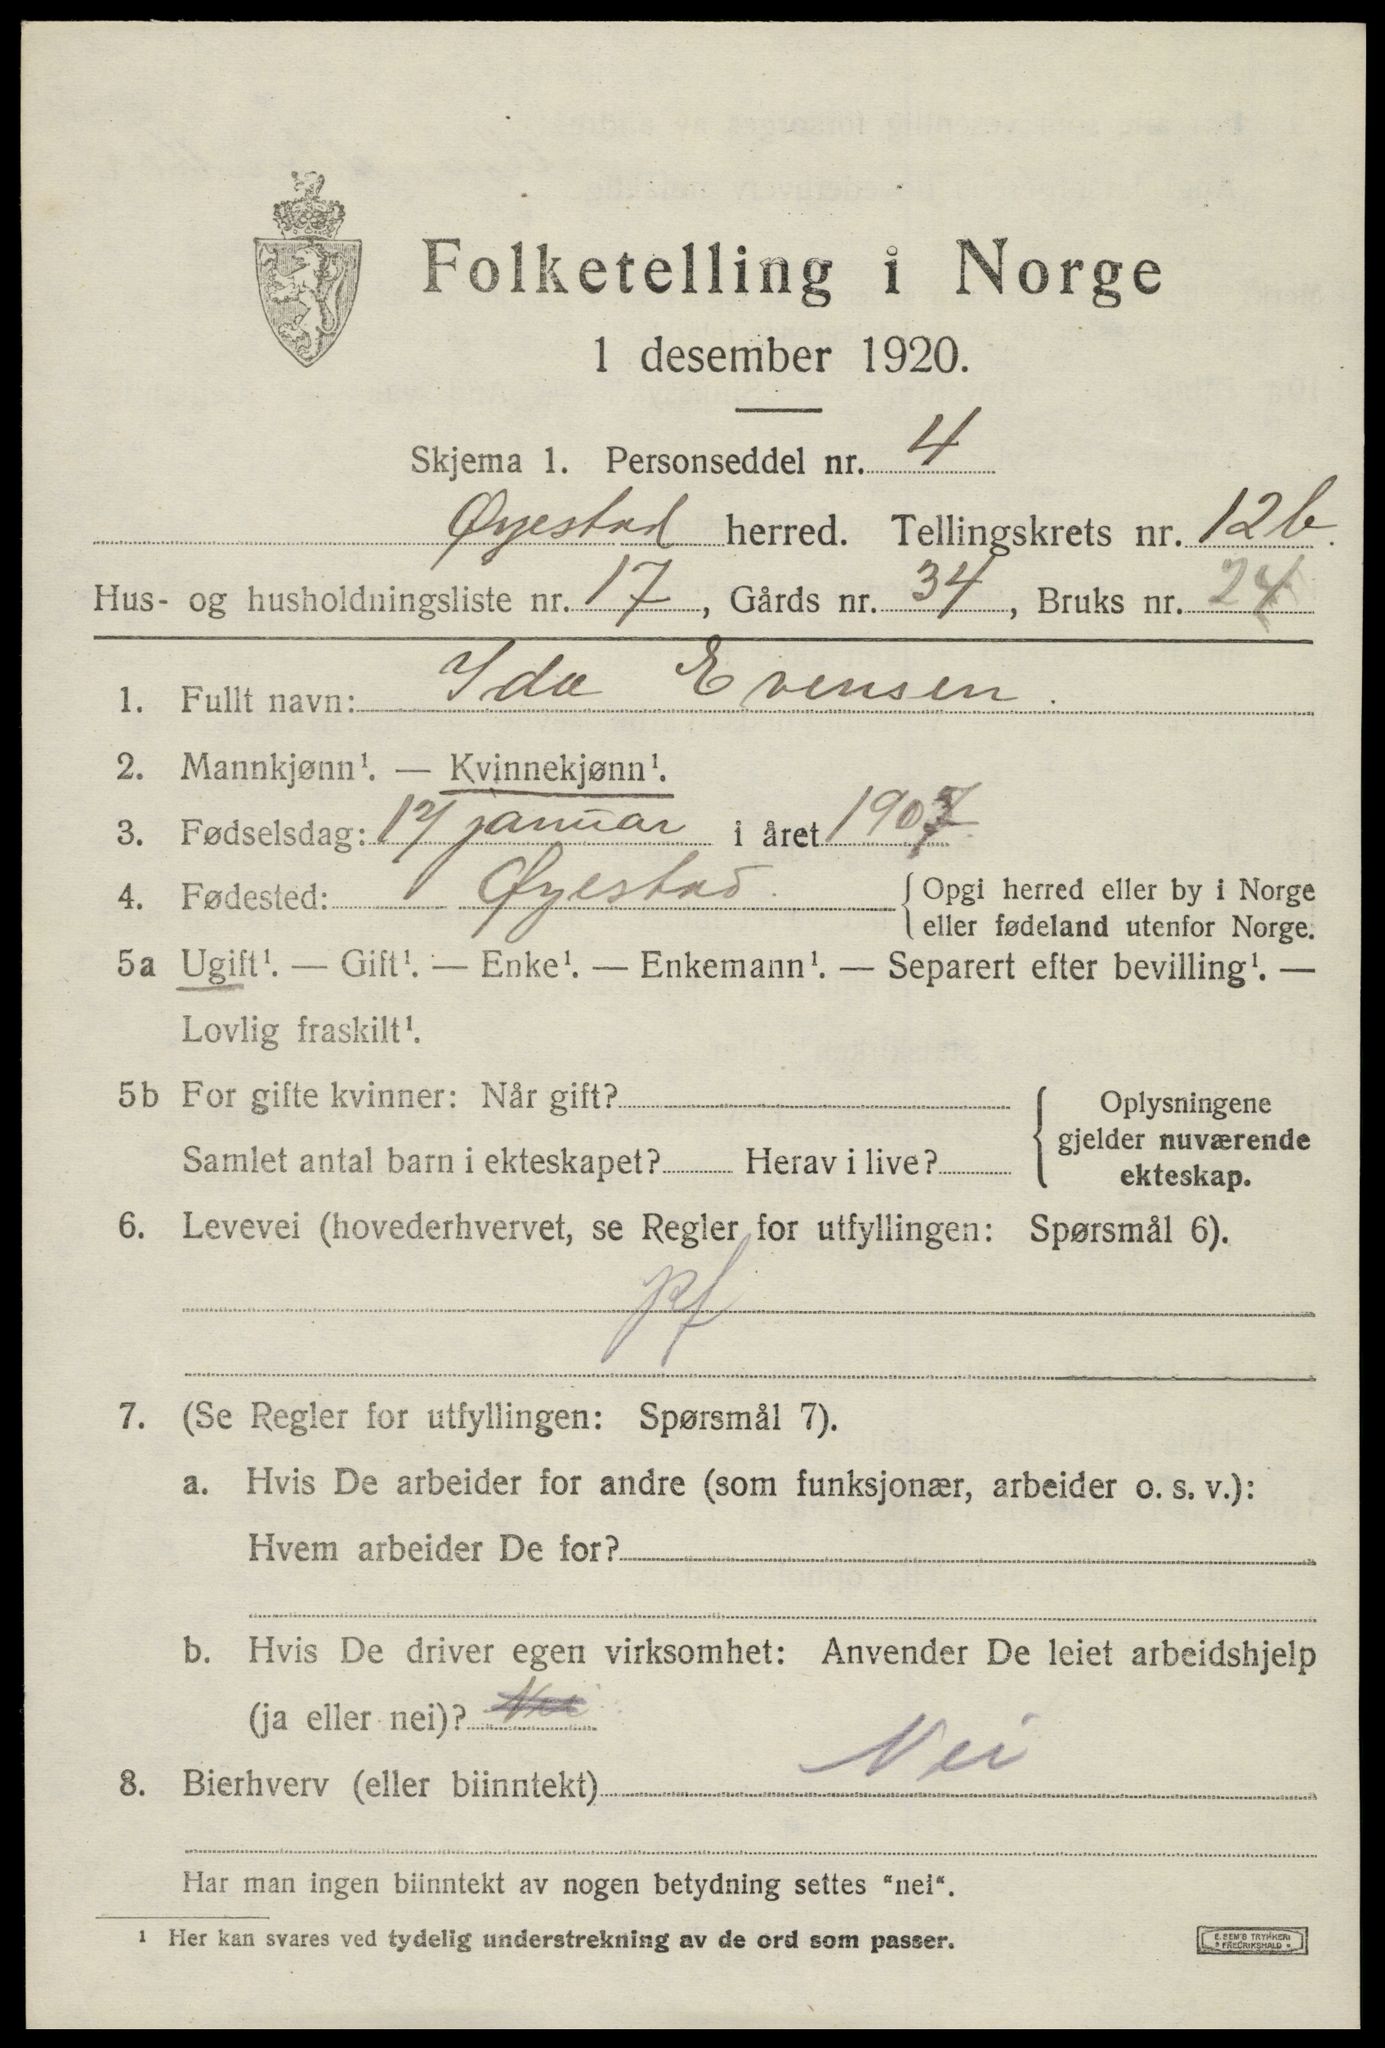 Folketelling i Norge
1 desember 1920.
Skjema 1. Personseddel nr. 4
Øyestad herred. Tellingskrets nr. 12b.
Hus- og husholdningsliste nr. 17, Gårds nr. 34, Bruks nr. 24
1. Fullt navn: Ida Evensen.
2. Mannkjønn¹. — Kvinnekjønn¹.
3. Fødselsdag: 17 januar i året 1907
4. Fødested: Øyestad. { Opgi herred eller by i Norge
eller fødeland utenfor Norge.
5a Ugift¹. — Gift¹. — Enke¹. — Enkemann¹. — Separert efter bevilling¹. —
Lovlig fraskilt¹.
5b For gifte kvinner: Når gift? { Oplysningene
gjelder nuværende
Samlet antal barn i ekteskapet? Herav i live?
ekteskap.
6. Levevei (hovederhvervet, se Regler for utfyllingen: Spørsmål 6).
pf
7. (Se Regler for utfyllingen: Spørsmål 7).
a. Hvis De arbeider for andre (som funksjonær, arbeider o. s. v.):
Hvem arbeider De for?
b. Hvis De driver egen virksomhet: Anvender De leiet arbeidshjelp
(ja eller nei)? Nei
8. Bierhverv (eller biinntekt) Nei
Har man ingen biinntekt av nogen betydning settes "nei".
¹ Her kan svares ved tydelig understrekning av de ord som passer.
E. SEM'S TRYKKERI
FREDRIKSHALD